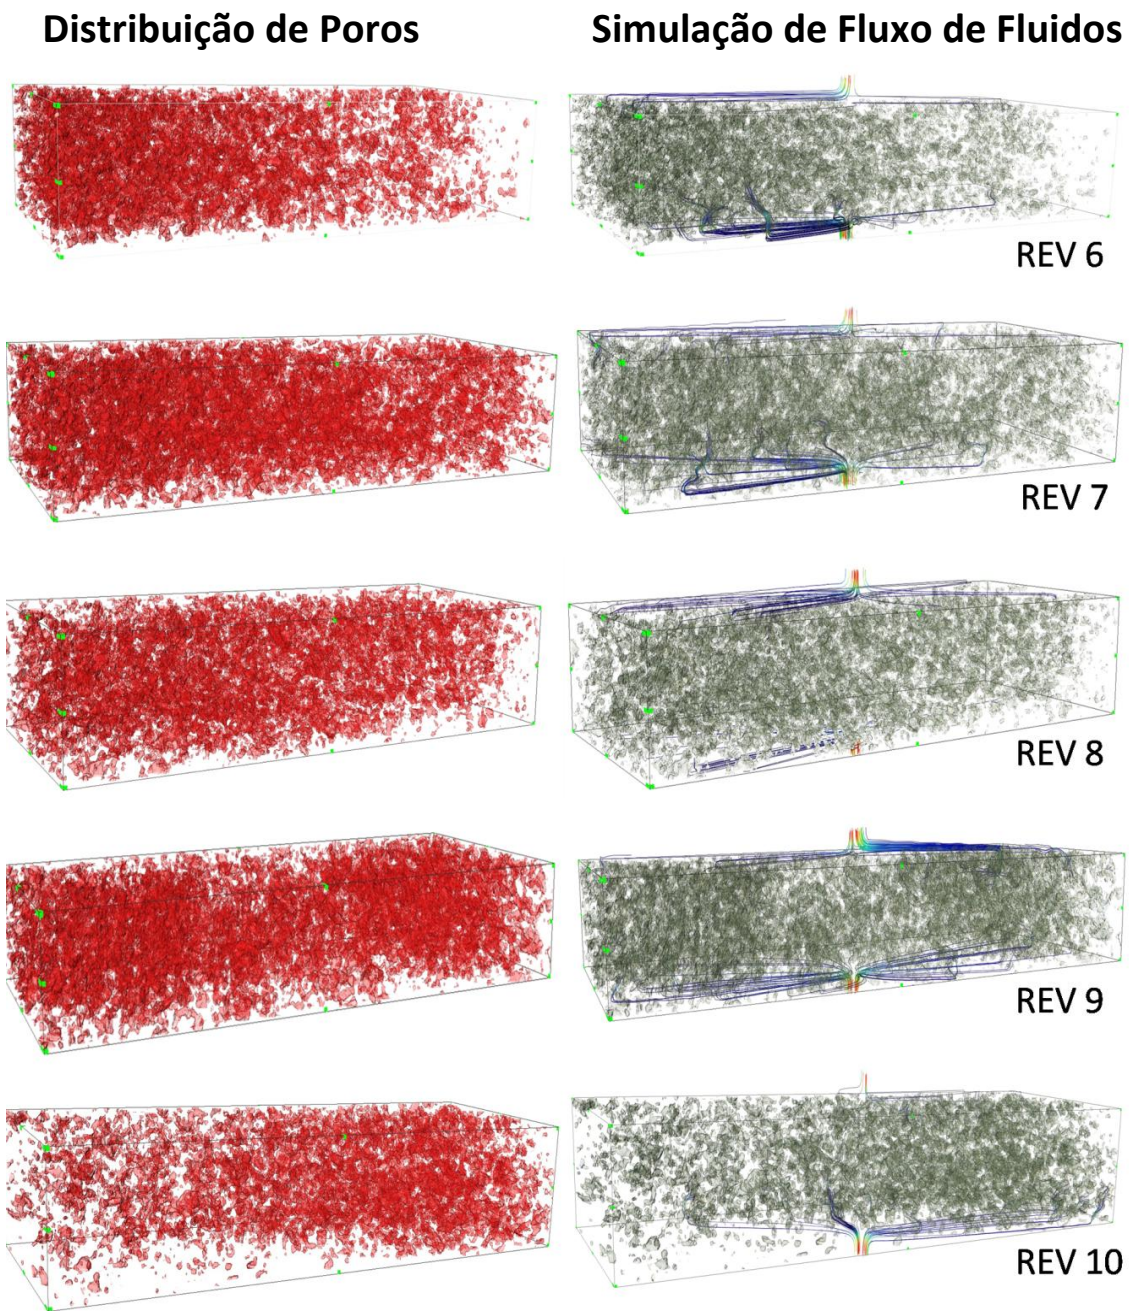 Distribuição de Poros
Simulação de Fluxo de Fluidos
REV 6
REV 7
REV 8
REV 9
REV 10